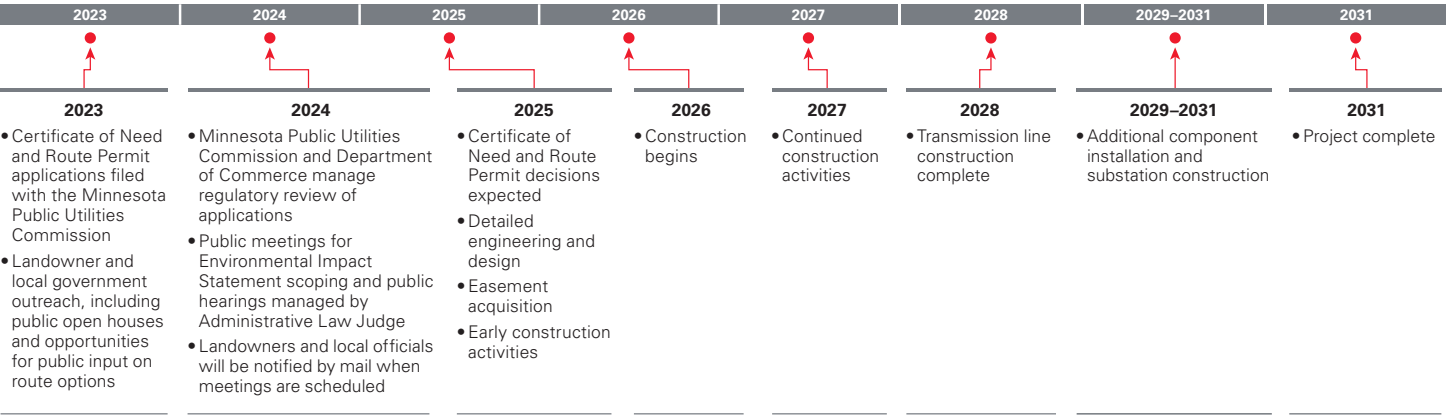 2023
2024
2025
2026
2027
2028
2029–2031
2031
2023
• Certificate of Need
and Route Permit
applications filed
with the Minnesota
Public Utilities
Commission
• Landowner and
local government
outreach, including
public open houses
and opportunities
for public input on
route options
2024
• Minnesota Public Utilities
Commission and Department
of Commerce manage
regulatory review of
applications
• Public meetings for
Environmental Impact
Statement scoping and public
hearings managed by
Administrative Law Judge
• Landowners and local officials
will be notified by mail when
meetings are scheduled
2025
• Certificate of
Need and Route
Permit decisions
expected
• Detailed
engineering and
design
• Easement
acquisition
• Early construction
activities
2026
• Construction
begins
2027
• Continued
construction
activities
2028
• Transmission line
construction
complete
2029–2031
• Additional component
installation and
substation construction
2031
• Project complete